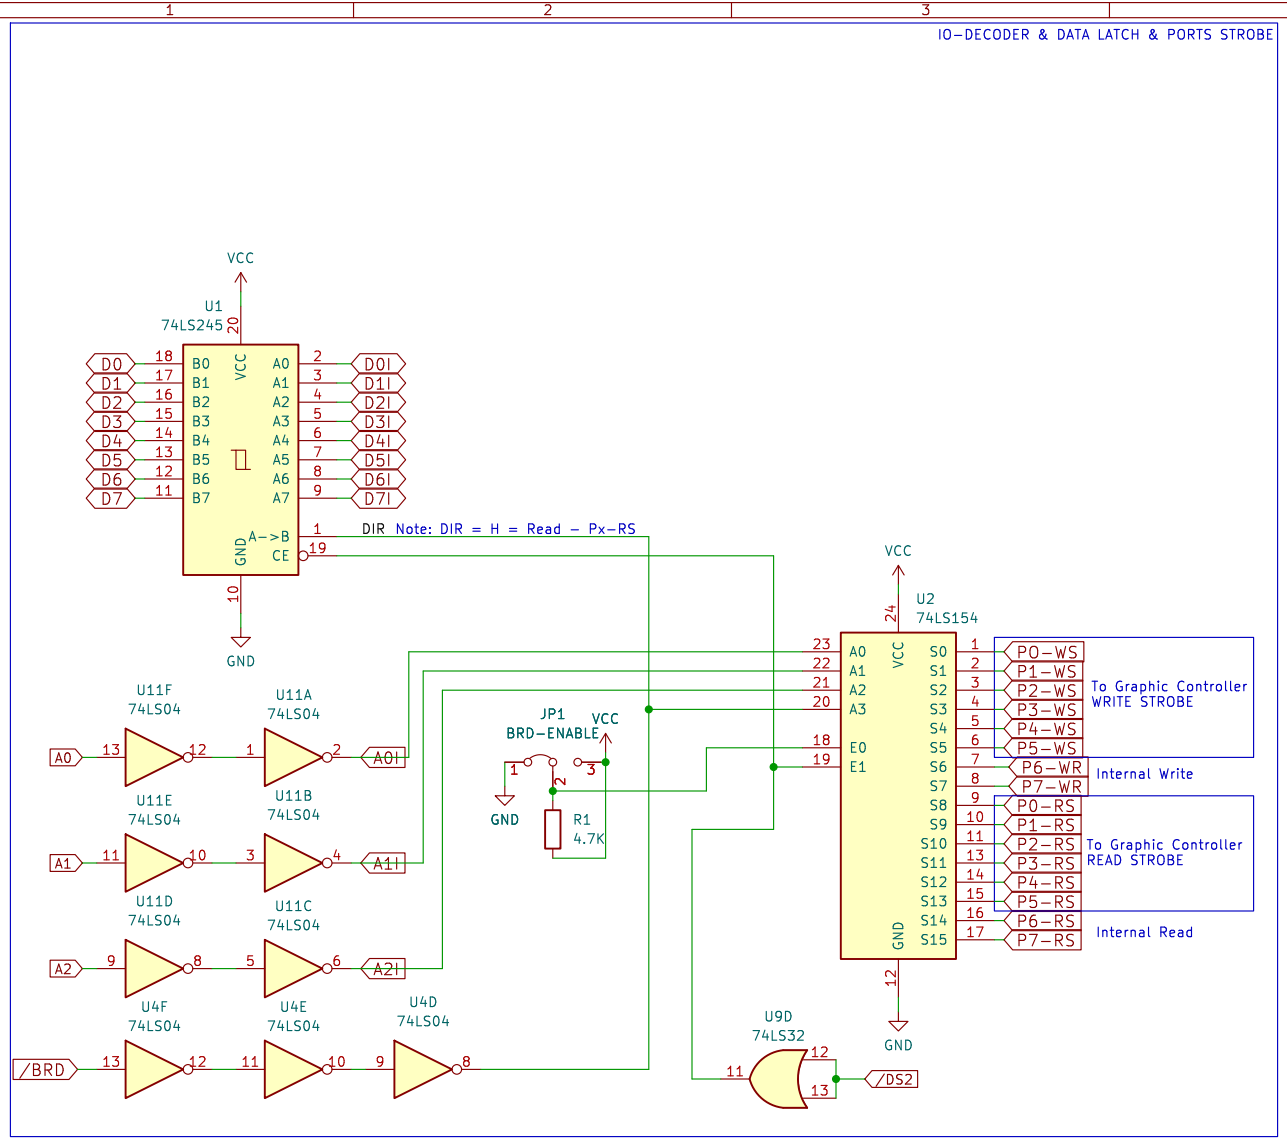 1 2 3
IO-DECODER & DATA LATCH & PORTS STROBE
VCC
U1
74LS245
20
VCC
D0 18 B0 A0 2 D0I
D1 17 B1 A1 3 D1I
D2 16 B2 A2 4 D2I
D3 15 B3 A3 5 D3I
D4 14 B4 A4 6 D4I
D5 13 B5 A5 7 D5I
D6 12 B6 A6 8 D6I
D7 11 B7 A7 9 D7I
A->B 1 DIR Note: DIR = H = Read - Px-RS
GND CE 19
10
GND
VCC
24
U2
74LS154
VCC
23 A0 S0 1 PO-WS
22 A1 S1 2 P1-WS
21 A2 S2 3 P2-WS
20 A3 S3 4 P3-WS
S4 5 P4-WS
18 E0 S5 6 P5-WS
19 E1 S6 7 P6-WR
S7 8 P7-WR
S8 9 P0-RS
S9 10 P1-RS
S10 11 P2-RS
S11 13 P3-RS
S12 14 P4-RS
S13 15 P5-RS
S14 16 P6-RS
S15 17 P7-RS
GND
12
GND
To Graphic Controller
WRITE STROBE
Internal Write
To Graphic Controller
READ STROBE
Internal Read
U11F
74LS04
U11A
74LS04
A0 13 12 1 2 A0I
JP1
BRD-ENABLE
VCC
1 2 3
GND
R1
4.7K
U11E
74LS04
U11B
74LS04
A1 11 10 3 4 A1I
U11D
74LS04
U11C
74LS04
A2 9 8 5 6 A2I
U4F
74LS04
U4E
74LS04
U4D
74LS04
/BRD 13 12 11 10 9 8
U9D
74LS32
12
11 /DS2
13